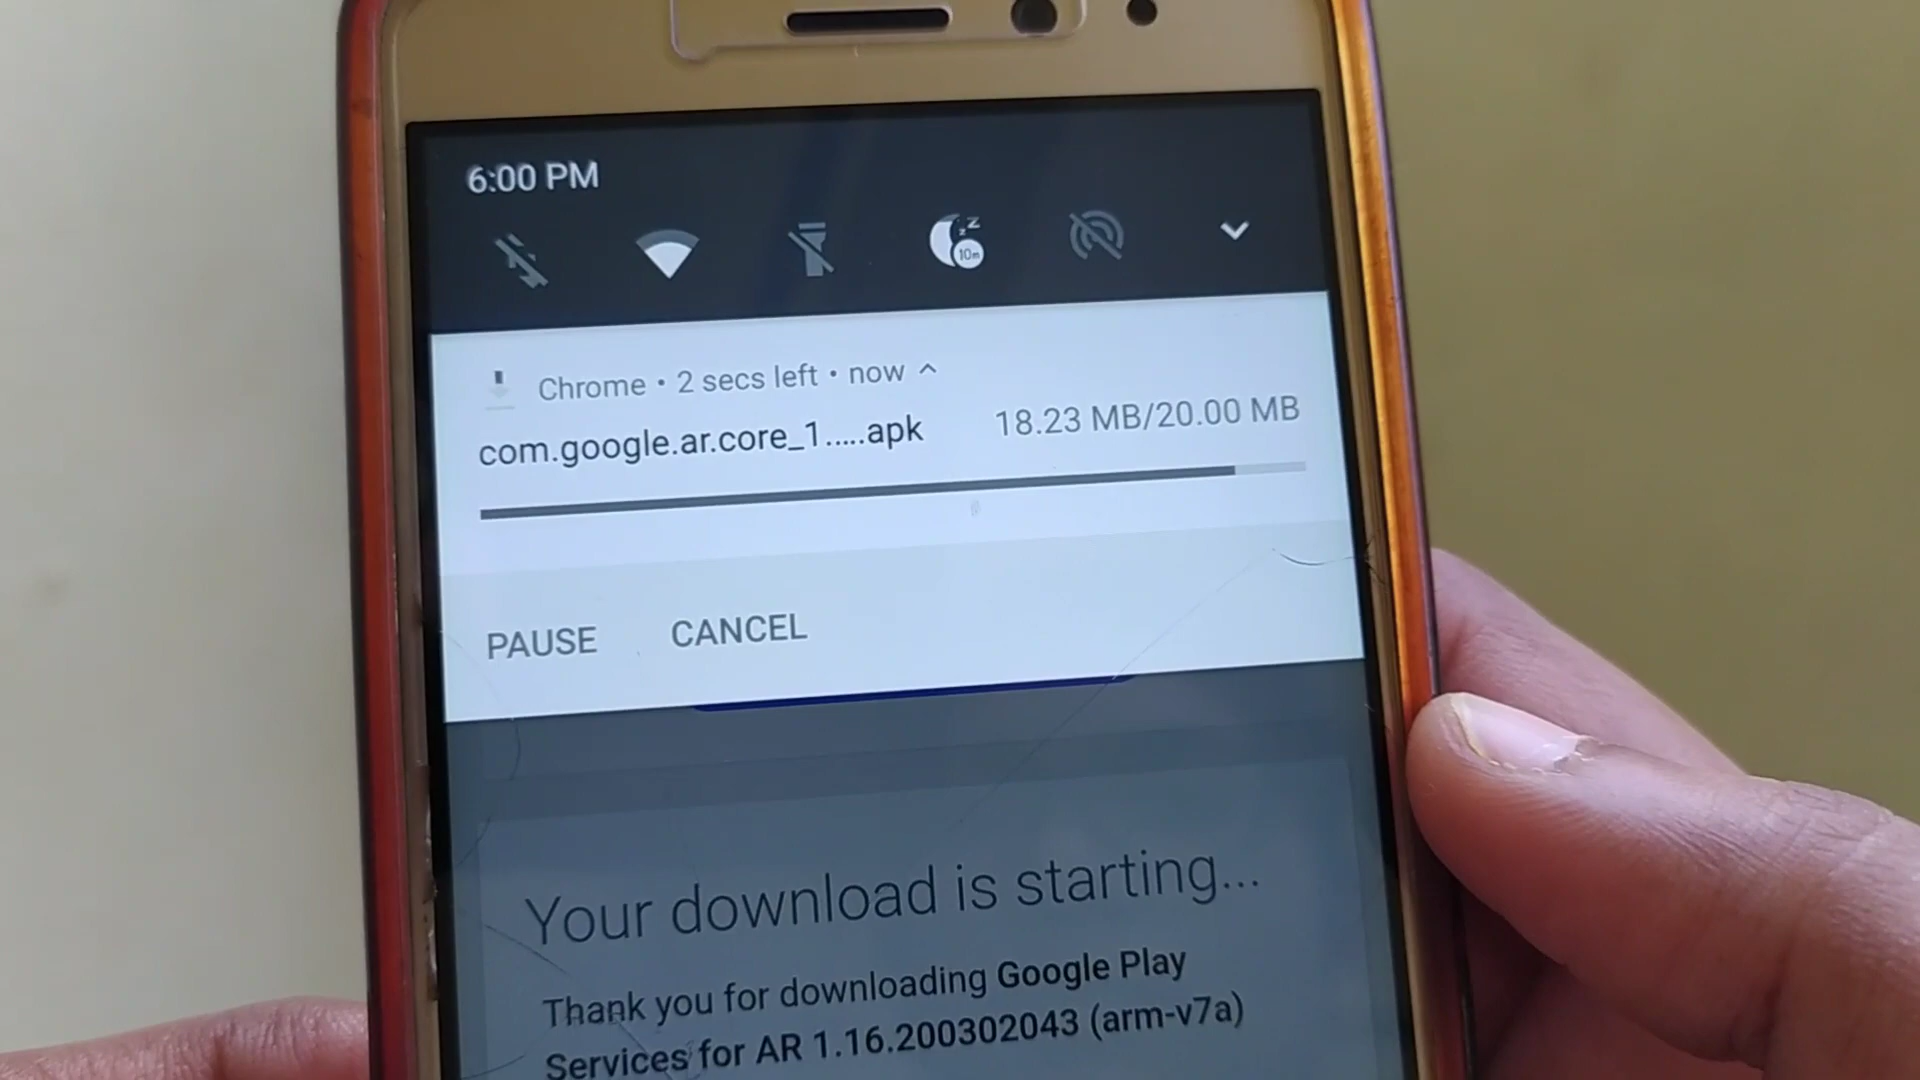 6:00 PM
10m
Chrome • 2 secs left • now
com.google.ar.core_1.....apk 18.23 MB/20.00 MB
PAUSE CANCEL
Your download is starting...
Thank you for downloading Google Play
Services for AR 1.16.200302043 (arm-v7a)